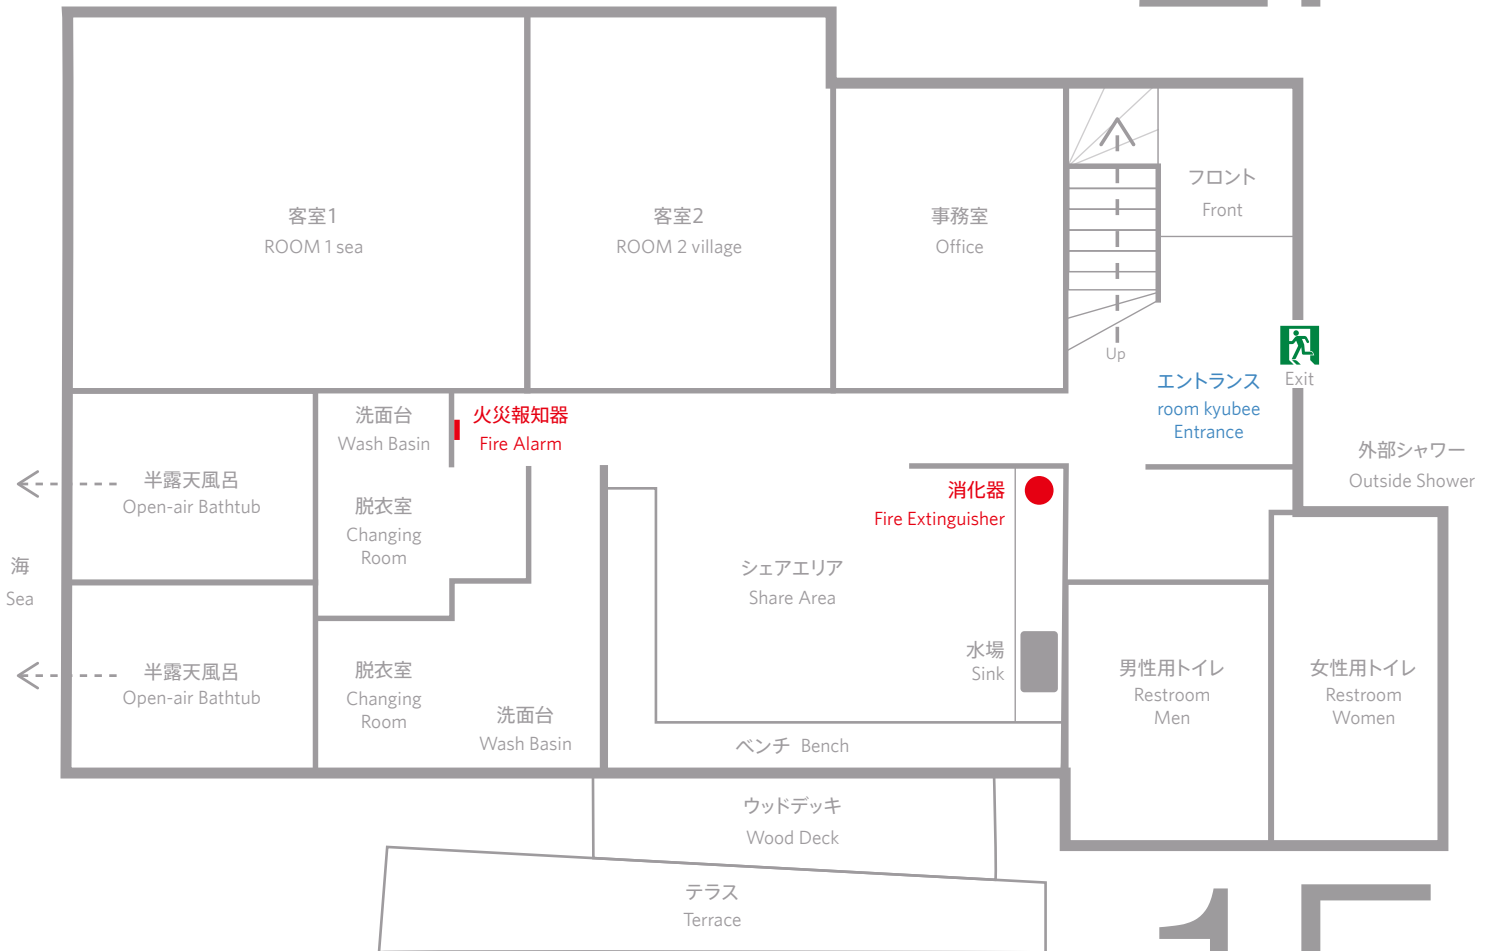 客室1
ROOM 1 sea
客室2
ROOM 2 village
事務室
Office
フロント
Front
Up
エントランス
room kyubee
Entrance
Exit
外部シャワー
Outside Shower
洗面台
Wash Basin
火災報知器
Fire Alarm
半露天風呂
Open-air Bathtub
脱衣室
Changing
Room
消化器
Fire Extinguisher
海
Sea
シェアエリア
Share Area
水場
Sink
半露天風呂
Open-air Bathtub
脱衣室
Changing
Room
洗面台
Wash Basin
男性用トイレ
Restroom
Men
女性用トイレ
Restroom
Women
ベンチ Bench
ウッドデッキ
Wood Deck
テラス
Terrace